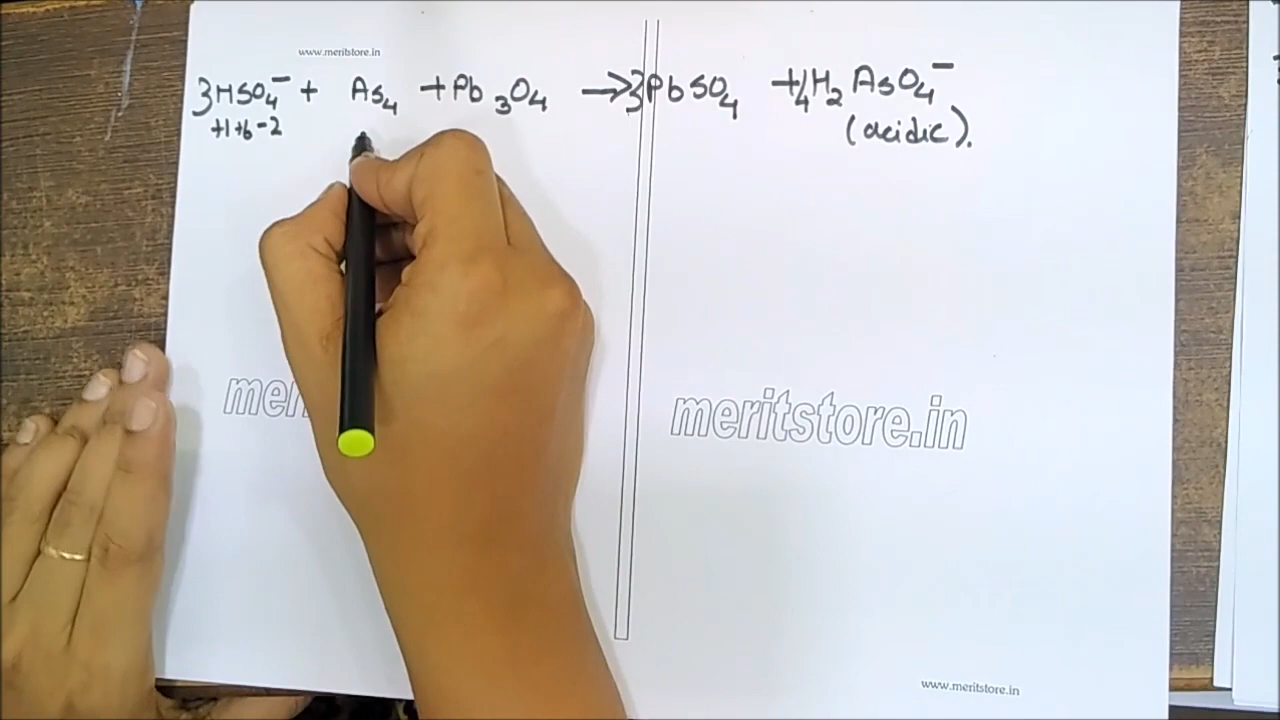 www.meritstore.in
3HSO4⁻ + As4 + Pb3O4 → 3PbSO4 + 4H2AsO4⁻
+1+6-2
(acidic).
meritstore.in
www.meritstore.in